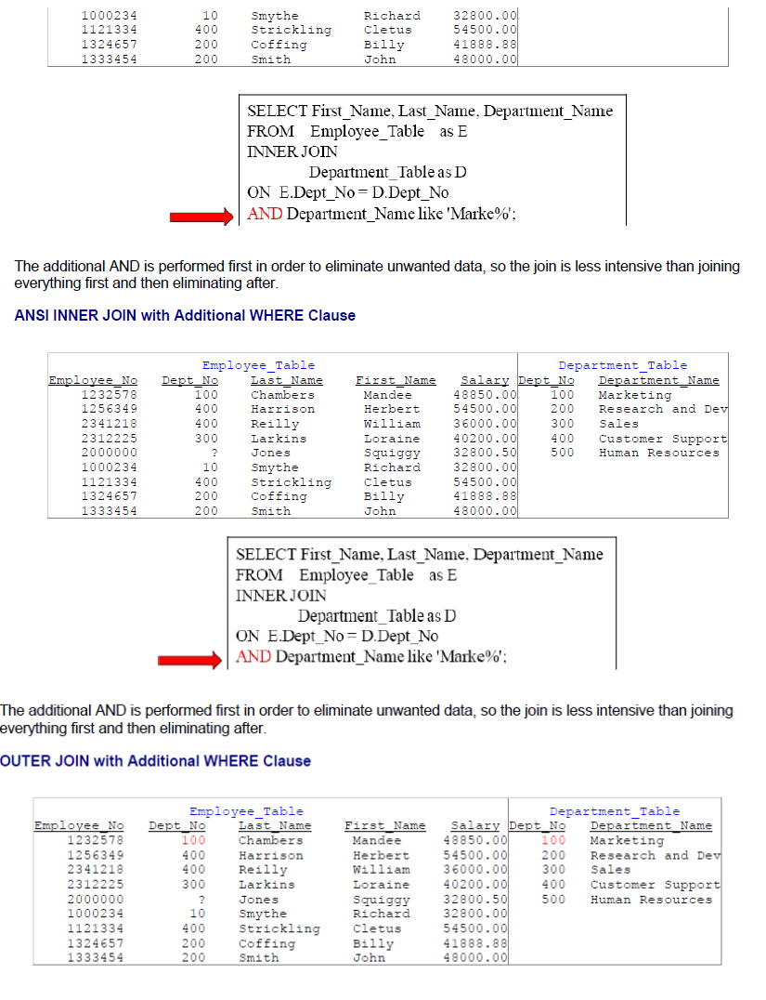 1000234 10 Smythe Richard 32800.00
1121334 400 Strickling Cletus 54500.00
1324657 200 Coffing Billy 41888.88
1333454 200 Smith John 48000.00
SELECT First_Name, Last_Name, Department_Name
FROM Employee_Table as E
INNER JOIN
Department_Table as D
ON E.Dept_No = D.Dept_No
AND Department_Name like 'Marke%';
The additional AND is performed first in order to eliminate unwanted data, so the join is less intensive than joining
everything first and then eliminating after.
ANSI INNER JOIN with Additional WHERE Clause
Employee_Table Department_Table
Employee_No Dept_No Last_Name First_Name Salary Dept_No Department_Name
1232578 100 Chambers Mandee 48850.00 100 Marketing
1256349 400 Harrison Herbert 54500.00 200 Research and Dev
2341218 400 Reilly William 36000.00 300 Sales
2312225 300 Larkins Loraine 40200.00 400 Customer Support
2000000 ? Jones Squiggy 32800.50 500 Human Resources
1000234 10 Smythe Richard 32800.00
1121334 400 Strickling Cletus 54500.00
1324657 200 Coffing Billy 41888.88
1333454 200 Smith John 48000.00
SELECT First_Name, Last_Name, Department_Name
FROM Employee_Table as E
INNER JOIN
Department_Table as D
ON E.Dept_No = D.Dept_No
AND Department_Name like 'Marke%';
The additional AND is performed first in order to eliminate unwanted data, so the join is less intensive than joining
everything first and then eliminating after.
OUTER JOIN with Additional WHERE Clause
Employee_Table Department_Table
Employee_No Dept_No Last_Name First_Name Salary Dept_No Department_Name
1232578 100 Chambers Mandee 48850.00 100 Marketing
1256349 400 Harrison Herbert 54500.00 200 Research and Dev
2341218 400 Reilly William 36000.00 300 Sales
2312225 300 Larkins Loraine 40200.00 400 Customer Support
2000000 ? Jones Squiggy 32800.50 500 Human Resources
1000234 10 Smythe Richard 32800.00
1121334 400 Strickling Cletus 54500.00
1324657 200 Coffing Billy 41888.88
1333454 200 Smith John 48000.00